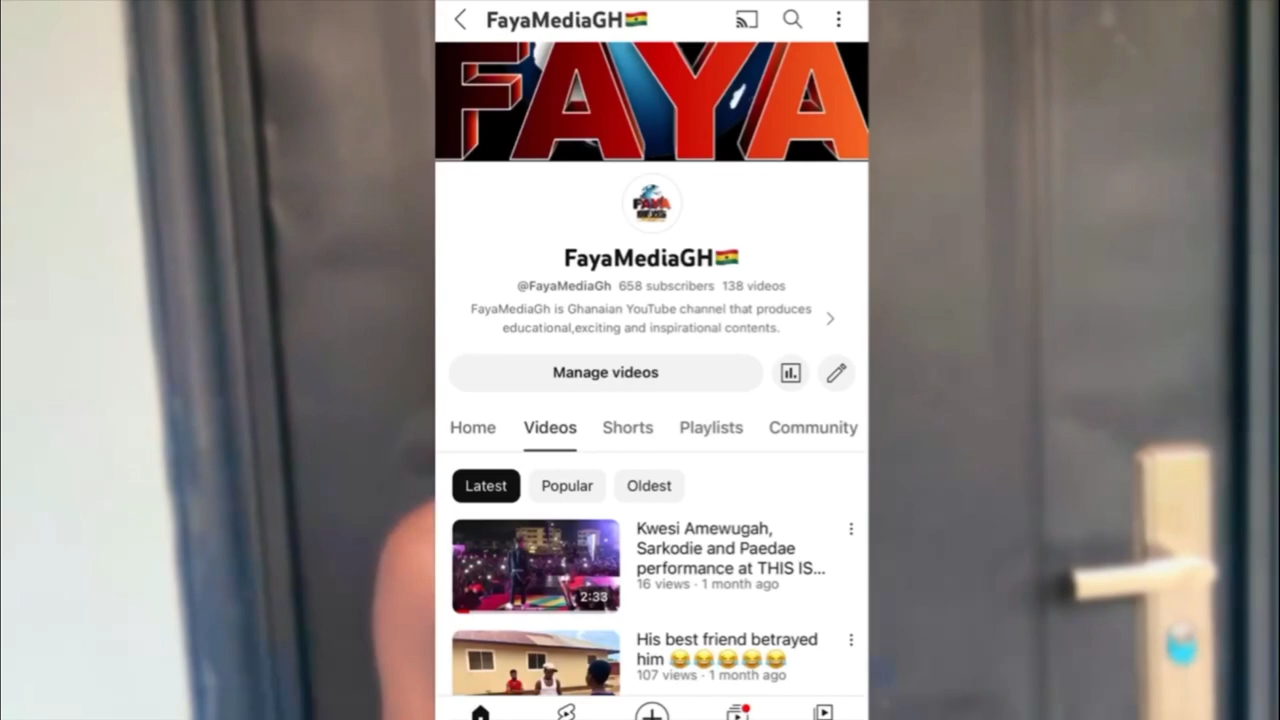 FayaMediaGH🇬🇭
FAYA
FAYA
FayaMediaGH🇬🇭
@FayaMediaGh 658 subscribers 138 videos
FayaMediaGh is Ghanaian YouTube channel that produces
educational,exciting and inspirational contents.
Manage videos
Home Videos Shorts Playlists Community
Latest Popular Oldest
Kwesi Amewugah,
Sarkodie and Paedae
performance at THIS IS...
16 views · 1 month ago
2:33
His best friend betrayed
him 😂😂😂😂😂
107 views · 1 month ago